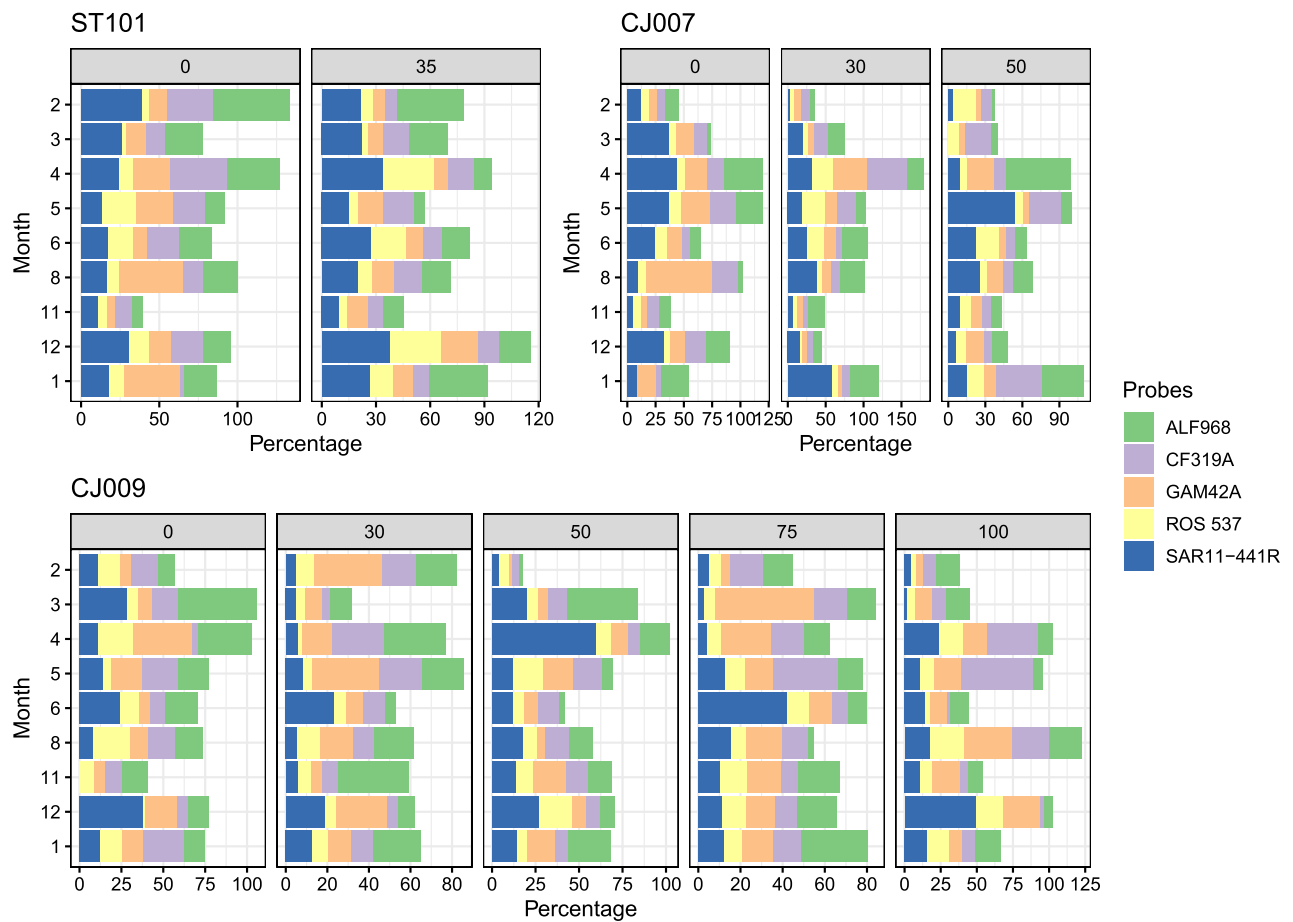 ST101
0 35
2
3
4
5
6
8
11
12
1
Month
0 50 100
0 30 60 90 120
Percentage
CJ007
0 30 50
2
3
4
5
6
8
11
12
1
Month
0 25 50 75 100 125
0 50 100 150
0 30 60 90
Percentage
CJ009
0 30 50 75 100
2
3
4
5
6
8
11
12
1
Month
0 25 50 75 100
0 20 40 60 80
0 25 50 75 100
0 20 40 60 80
0 25 50 75 100 125
Percentage
Probes
ALF968
CF319A
GAM42A
ROS 537
SAR11−441R